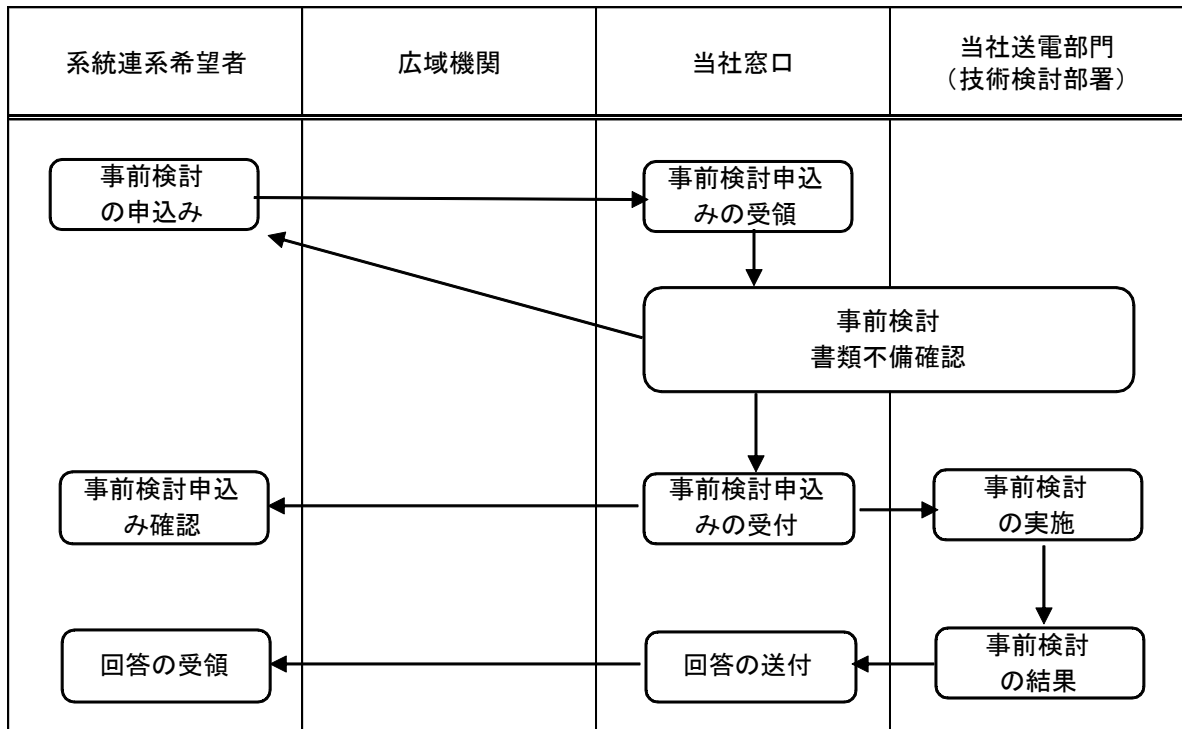 系統連系希望者
広域機関
当社窓口
当社送電部門
（技術検討部署）
事前検討
の申込み
事前検討申込
みの受領
事前検討
書類不備確認
事前検討申込
み確認
事前検討申込
みの受付
事前検討
の実施
回答の受領
回答の送付
事前検討
の結果